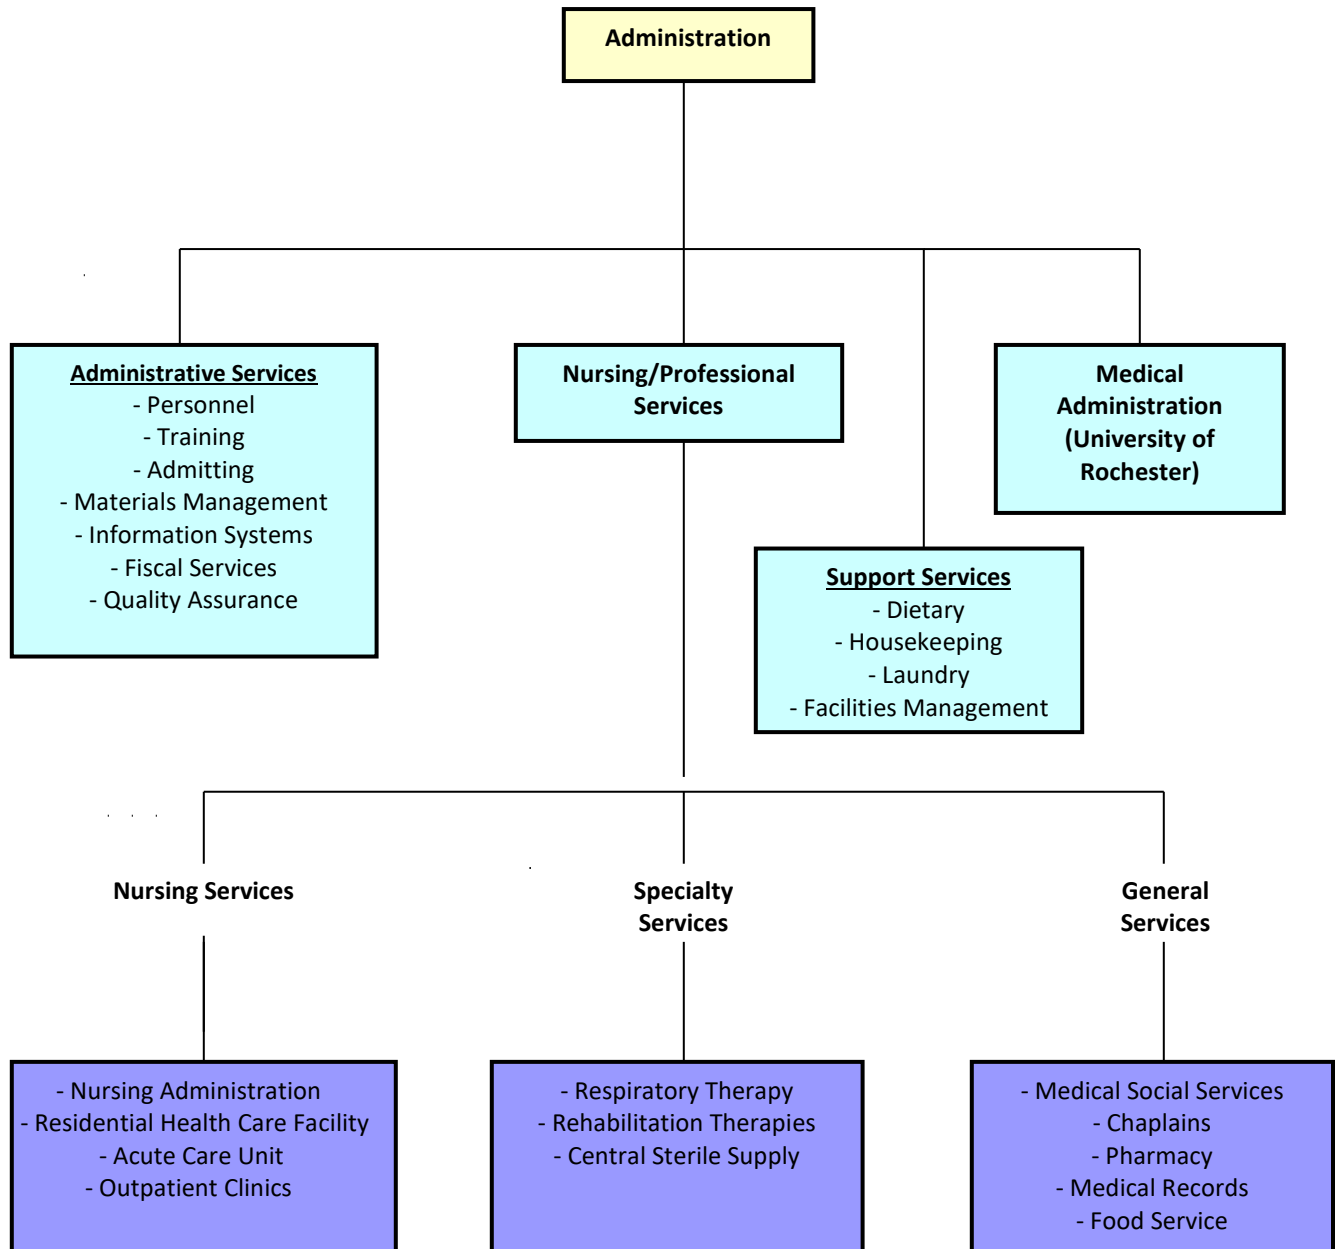 Administration
Administrative Services
- Personnel
- Training
- Admitting
- Materials Management
- Information Systems
- Fiscal Services
- Quality Assurance
Nursing/Professional
Services
Medical
Administration
(University of
Rochester)
Support Services
- Dietary
- Housekeeping
- Laundry
- Facilities Management
Nursing Services
Specialty
Services
General
Services
- Nursing Administration
- Residential Health Care Facility
- Acute Care Unit
- Outpatient Clinics
- Respiratory Therapy
- Rehabilitation Therapies
- Central Sterile Supply
- Medical Social Services
- Chaplains
- Pharmacy
- Medical Records
- Food Service